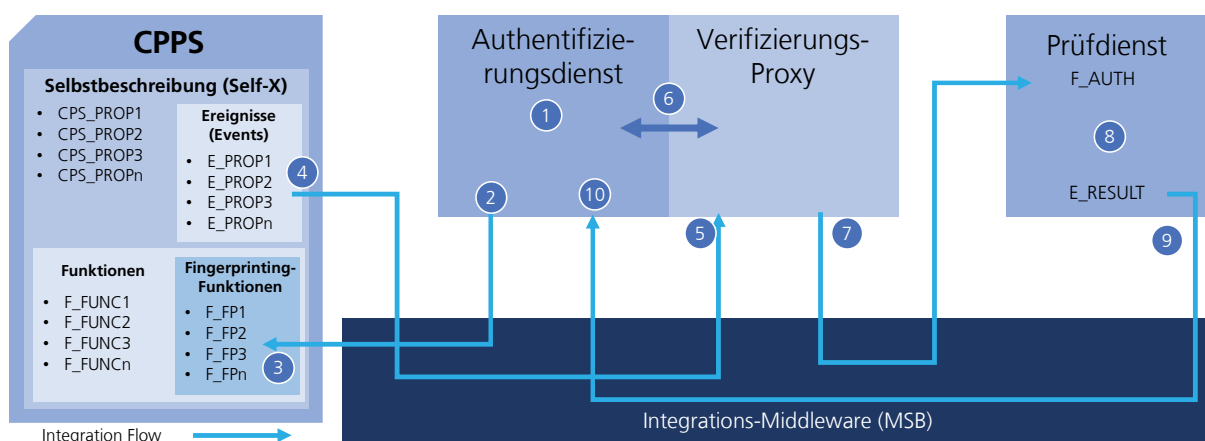 CPPS
Selbstbeschreibung (Self-X)
• CPS_PROP1
• CPS_PROP2
• CPS_PROP3
• CPS_PROPn
Ereignisse
(Events)
• E_PROP1
• E_PROP2
• E_PROP3
• E_PROPn
4
Funktionen
• F_FUNC1
• F_FUNC2
• F_FUNC3
• F_FUNCn
Fingerprinting-
Funktionen
• F_FP1
• F_FP2
• F_FP3
• F_FPn
3
Integration Flow
Authentifizie-
rungsdienst
1
2
10
6
Verifizierungs-
Proxy
5
7
Prüfdienst
F_AUTH
8
E_RESULT
9
Integrations-Middleware (MSB)